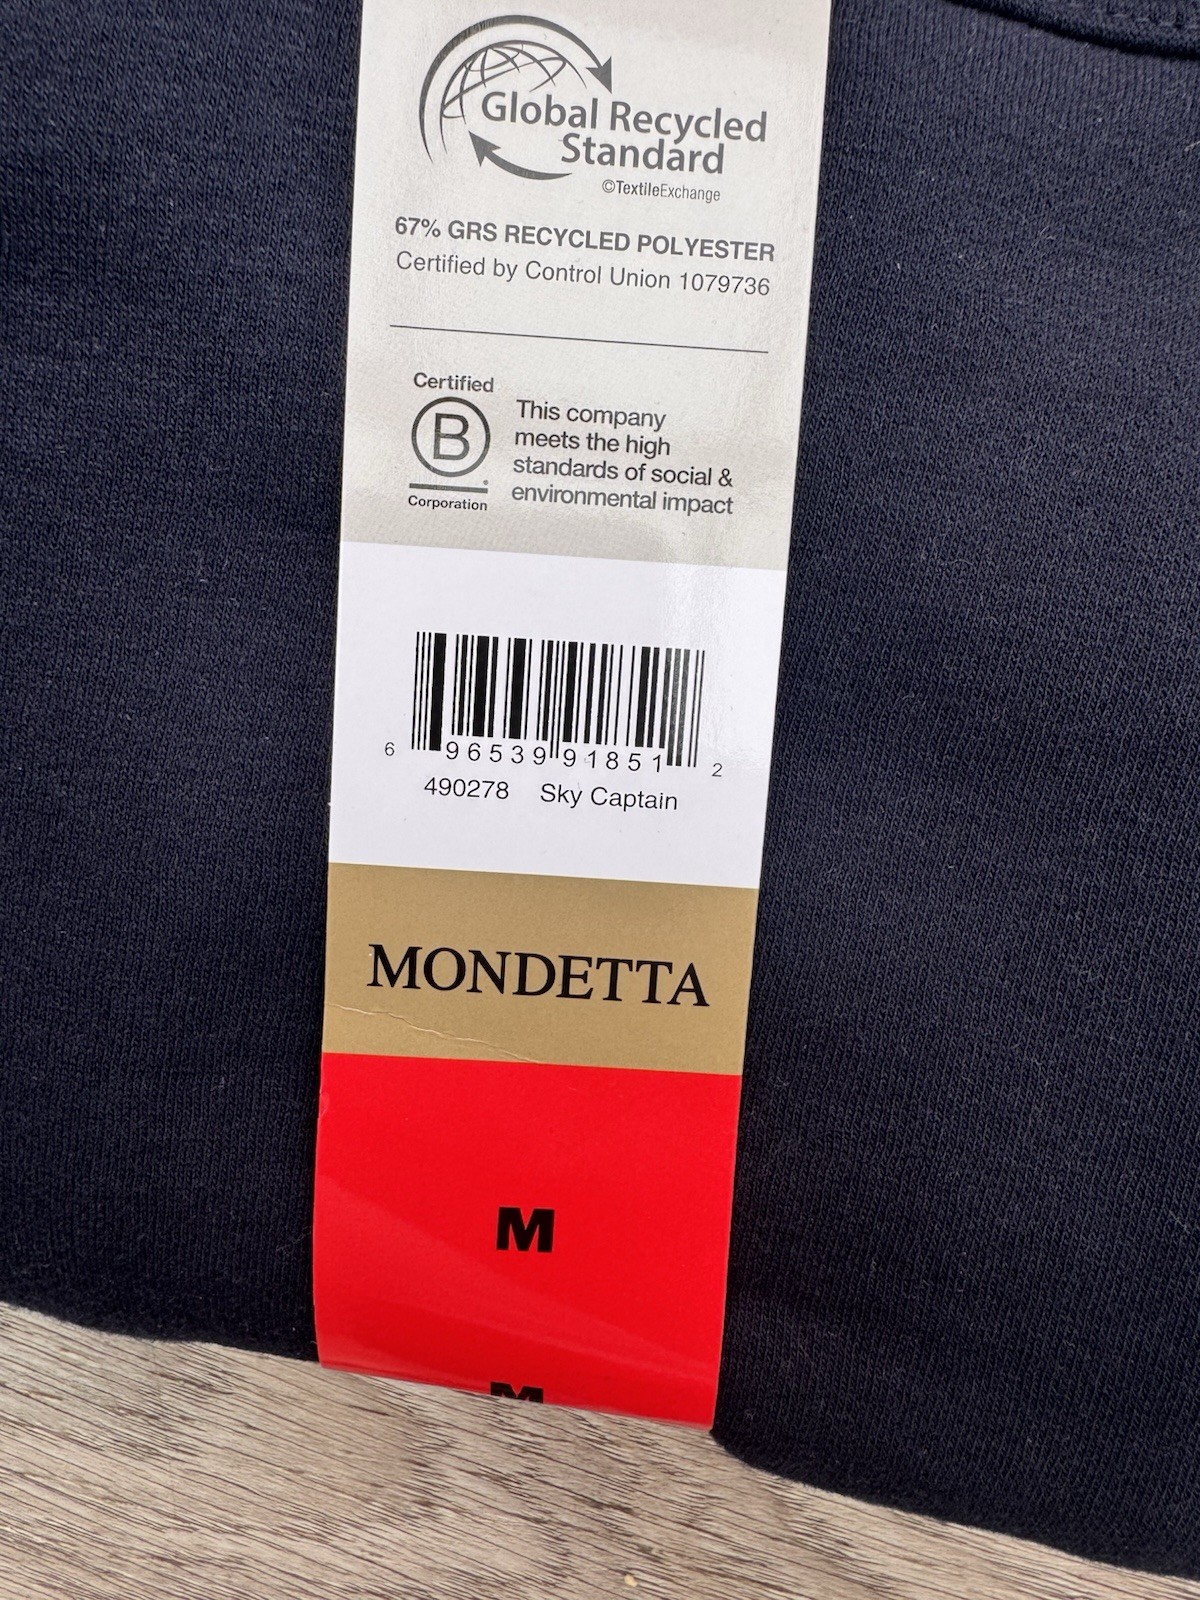 Global Recycled
Standard
©TextileExchange
67% GRS RECYCLED POLYESTER
Certified by Control Union 1079736
Certified
B
Corporation
This company
meets the high
standards of social &
environmental impact
6 96539 91851 2
490278 Sky Captain
MONDETTA
M
M